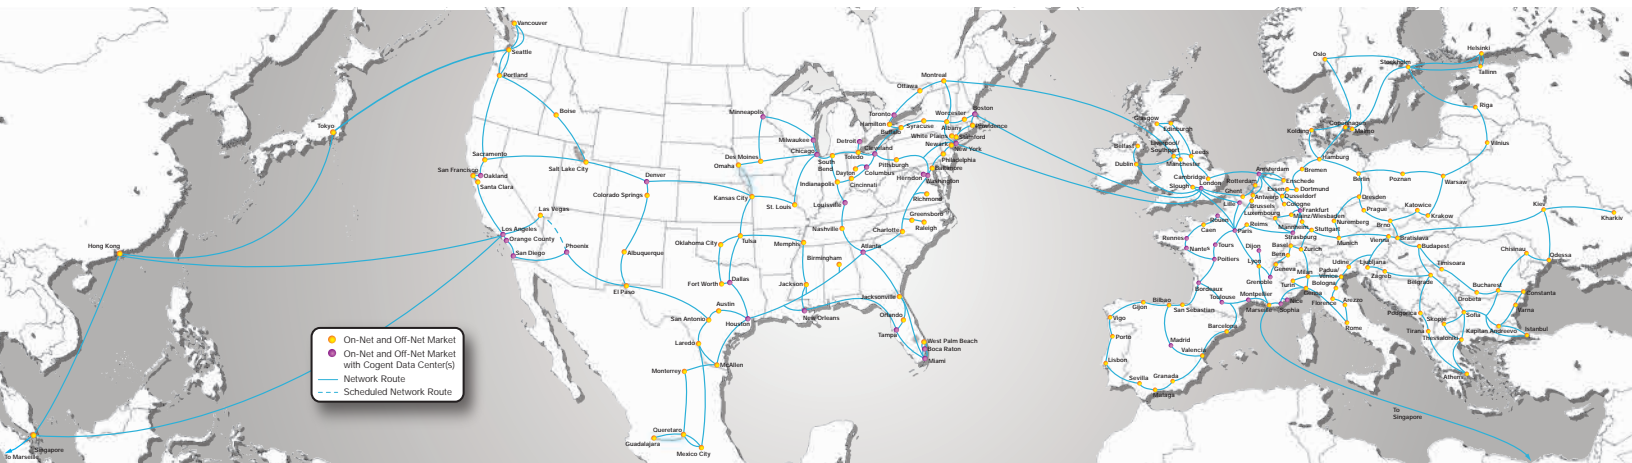 Vancouver
Seattle
Portland
Boise
Sacramento
San Francisco
Oakland
Santa Clara
Salt Lake City
Las Vegas
Los Angeles
Orange County
San Diego
Phoenix
Denver
Colorado Springs
Albuquerque
El Paso
Minneapolis
Des Moines
Omaha
Kansas City
St. Louis
Oklahoma City
Tulsa
Memphis
Fort Worth
Dallas
Austin
San Antonio
Houston
Laredo
McAllen
Monterrey
Queretaro
Guadalajara
Mexico City
Jackson
New Orleans
Birmingham
Nashville
Louisville
Atlanta
Charlotte
Greensboro
Raleigh
Richmond
Jacksonville
Orlando
Tampa
West Palm Beach
Boca Raton
Miami
Milwaukee
Chicago
South
Bend
Indianapolis
Detroit
Toledo
Cleveland
Dayton
Columbus
Cincinnati
Pittsburgh
Herndon
Washington
Baltimore
Philadelphia
Newark
New York
White Plains
Stamford
Providence
Boston
Worcester
Albany
Syracuse
Buffalo
Hamilton
Toronto
Ottawa
Montreal
Tokyo
Hong Kong
Singapore
To Marseille
On-Net and Off-Net Market
On-Net and Off-Net Market
with Cogent Data Center(s)
Network Route
Scheduled Network Route
Glasgow
Edinburgh
Belfast
Dublin
Liverpool/
Southport
Leeds
Manchester
Cambridge
Slough
London
Oslo
Stockholm
Helsinki
Tallinn
Riga
Vilnius
Copenhagen
Malmo
Kolding
Hamburg
Bremen
Amsterdam
Rotterdam
Enschede
Essen
Dortmund
Dusseldorf
Ghent
Antwerp
Brussels
Cologne
Lille
Luxembourg
Frankfurt
Mainz/Wiesbaden
Mannheim
Nuremberg
Stuttgart
Strasbourg
Munich
Berlin
Poznan
Warsaw
Dresden
Prague
Katowice
Krakow
Brno
Vienna
Bratislava
Budapest
Kiev
Kharkiv
Chisinau
Odessa
Rouen
Caen
Reims
Paris
Rennes
Nantes
Tours
Poitiers
Dijon
Lyon
Grenoble
Geneva
Bern
Basel
Zurich
Milan
Turin
Genoa
Padua/
Venice
Bologna
Florence
Arezzo
Rome
Udine
Ljubljana
Zagreb
Timisoara
Belgrade
Bucharest
Drobeta
Constanta
Varna
Sofia
Kapitan Andreevo
Istanbul
Podgorica
Skopje
Tirana
Thessaloniki
Athens
Bordeaux
Toulouse
Montpellier
Marseille
Nice
Sophia
Gijon
Bilbao
San Sebastian
Vigo
Porto
Lisbon
Sevilla
Malaga
Granada
Madrid
Valencia
Barcelona
To
Singapore